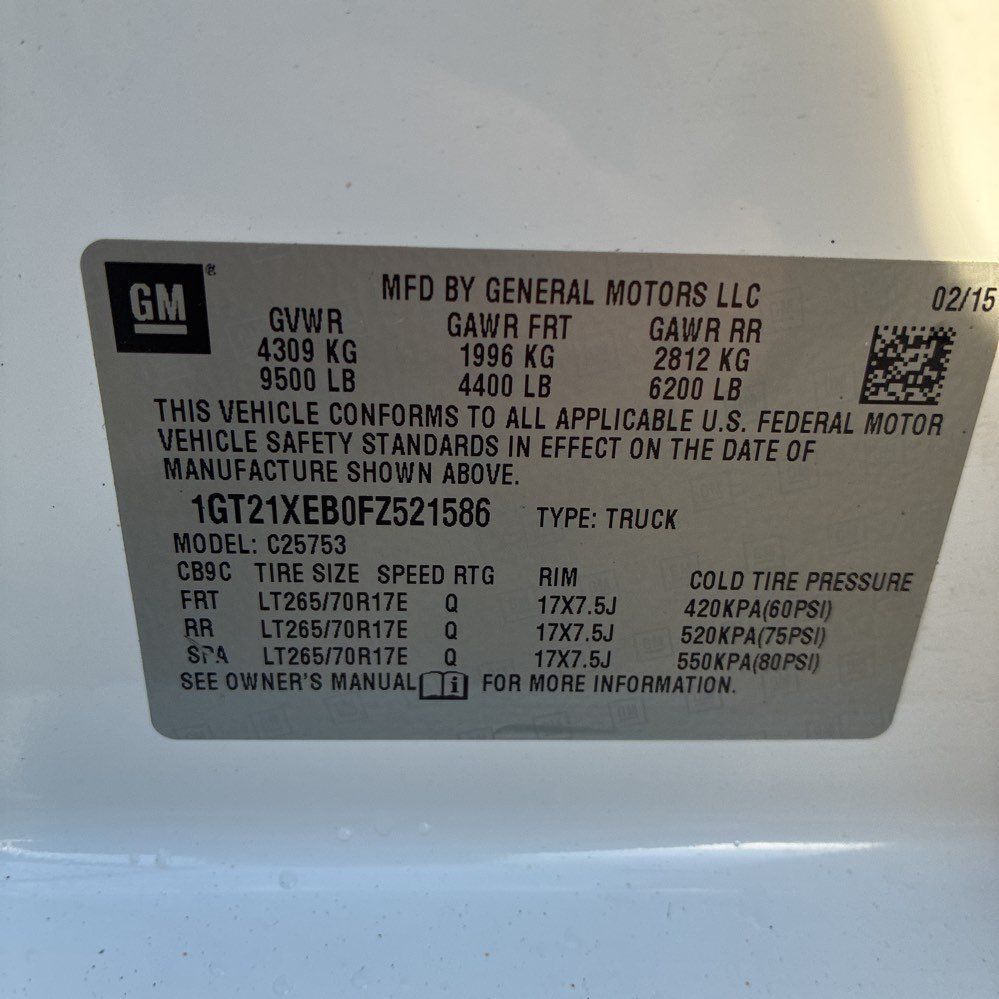 GM®
MFD BY GENERAL MOTORS LLC 02/15
GVWR GAWR FRT GAWR RR
4309 KG 1996 KG 2812 KG
9500 LB 4400 LB 6200 LB
THIS VEHICLE CONFORMS TO ALL APPLICABLE U.S. FEDERAL MOTOR
VEHICLE SAFETY STANDARDS IN EFFECT ON THE DATE OF
MANUFACTURE SHOWN ABOVE.
1GT21XEB0FZ521586 TYPE: TRUCK
MODEL: C25753
CB9C TIRE SIZE SPEED RTG RIM COLD TIRE PRESSURE
FRT LT265/70R17E Q 17X7.5J 420KPA(60PSI)
RR LT265/70R17E Q 17X7.5J 520KPA(75PSI)
SPA LT265/70R17E Q 17X7.5J 550KPA(80PSI)
SEE OWNER'S MANUAL i FOR MORE INFORMATION.